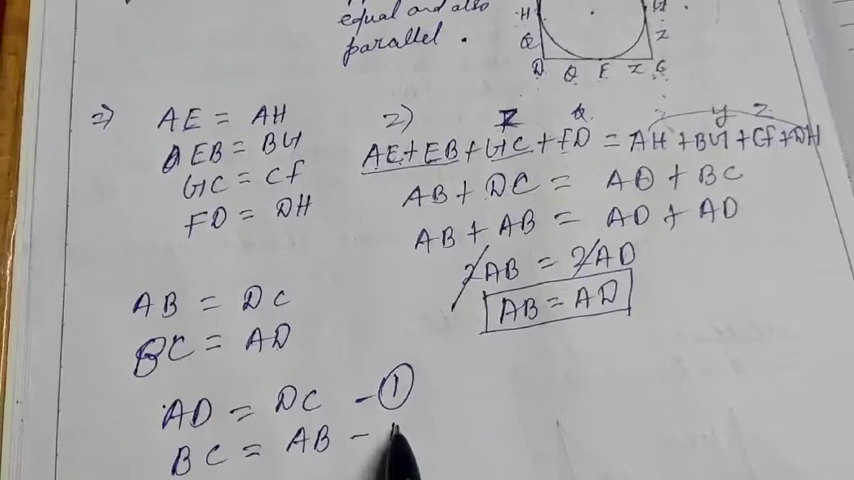 equal and also
parallel .
H
Q
D Q F Z C
Z
=> AE = AH
EB = BG
GC = CF
FD = DH
2)
AE + EB + GC + FD = AH + BG + CF + DH
y z
AB + DC = AD + BC
AB + AB = AD + AD
2AB = 2AD
AB = AD
AB = DC
BC = AD
AD = DC - 1
BC = AB -